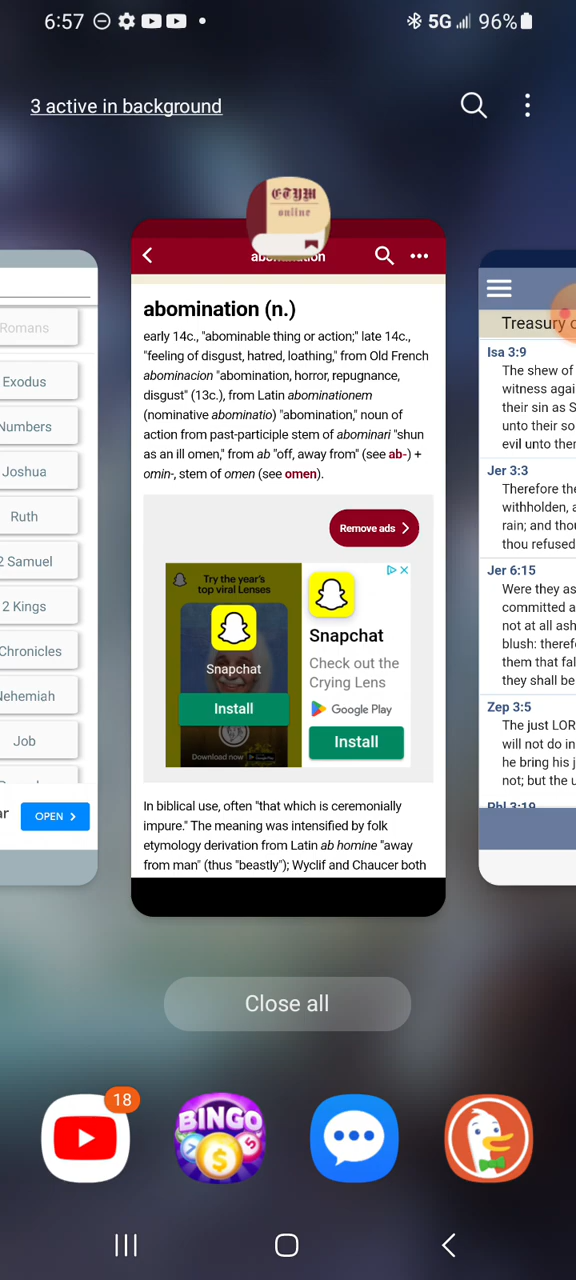 6:57
5G 96%
3 active in background
ETYM
online
Romans
Exodus
Numbers
Joshua
Ruth
2 Samuel
2 Kings
Chronicles
Nehemiah
Job
OPEN >
abomination (n.)
early 14c., "abominable thing or action;" late 14c.,
"feeling of disgust, hatred, loathing," from Old French
abominacion "abomination, horror, repugnance,
disgust" (13c.), from Latin abominationem
(nominative abominatio) "abomination," noun of
action from past-participle stem of abominari "shun
as an ill omen," from ab "off, away from" (see ab-) +
omin-, stem of omen (see omen).
Remove ads >
Try the year's
top viral Lenses
Snapchat
Install
Download now
Snapchat
Check out the
Crying Lens
Google Play
Install
In biblical use, often "that which is ceremonially
impure." The meaning was intensified by folk
etymology derivation from Latin ab homine "away
from man" (thus "beastly"); Wyclif and Chaucer both
Treasury o
Isa 3:9
The shew of
witness agai
their sin as S
unto their so
evil unto the
Jer 3:3
Therefore the
withholden, a
rain; and thou
thou refused
Jer 6:15
Were they as
committed a
not at all ash
blush: theref
them that fal
they shall be
Zep 3:5
The just LOR
will not do in
he bring his j
not; but the u
Phl 3:19
Close all
18
BINGO